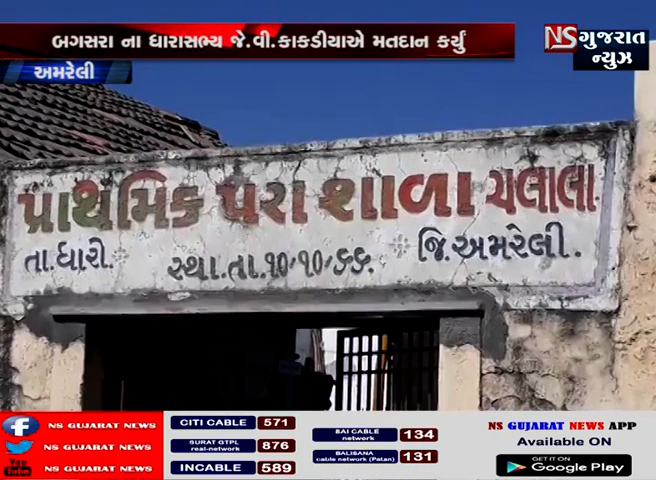 બગસરા ના ધારાસભ્ય જે.વી.કાકડીયાએ મતદાન કર્યું
NS ગુજરાત
ન્યુઝ
અમરેલી
પ્રાથમિક પરા શાળા ચલાલા
તા.ધારી.
સ્થા.તા.૧૦/૧૦/૬૬.
જિ.અમરેલી.
NS GUJARAT NEWS
NS GUJARAT NEWS
NS GUJARAT NEWS
You Tube
CITI CABLE 571
SURAT GTPL
real-network 876
INCABLE 589
SAI CABLE
network 134
BALISANA
cable network (Patan) 131
NS GUJARAT NEWS APP
Available ON
GET IT ON
Google Play